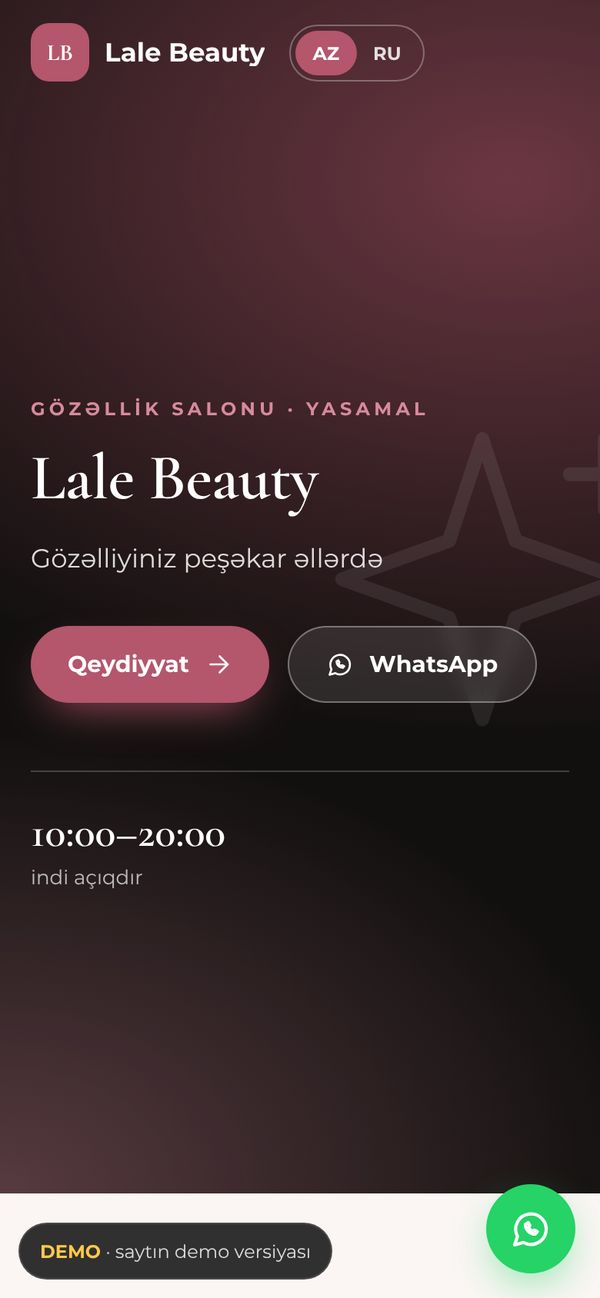 LB Lale Beauty AZ RU
GÖZƏLLİK SALONU · YASAMAL
Lale Beauty
Gözəlliyiniz peşəkar əllərdə
Qeydiyyat → WhatsApp
10:00–20:00
indi açıqdır
DEMO · saytın demo versiyası